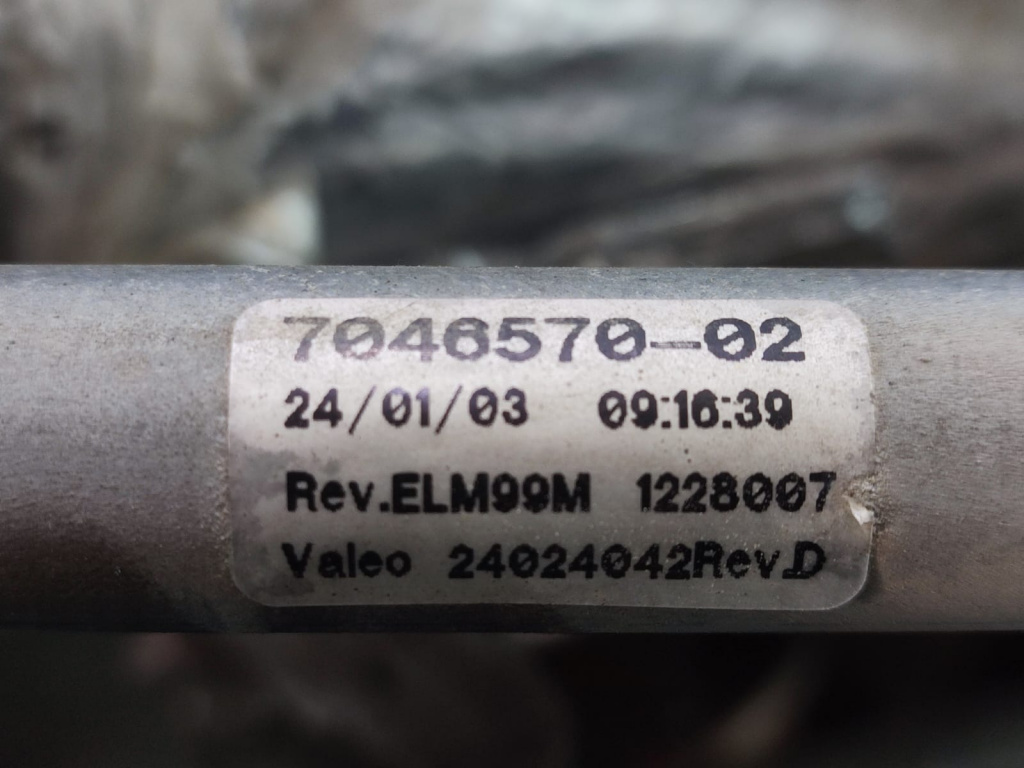 7046570-02
24/01/03 09:16:39
Rev.ELM99M 1228007
Valeo 24024042Rev.D